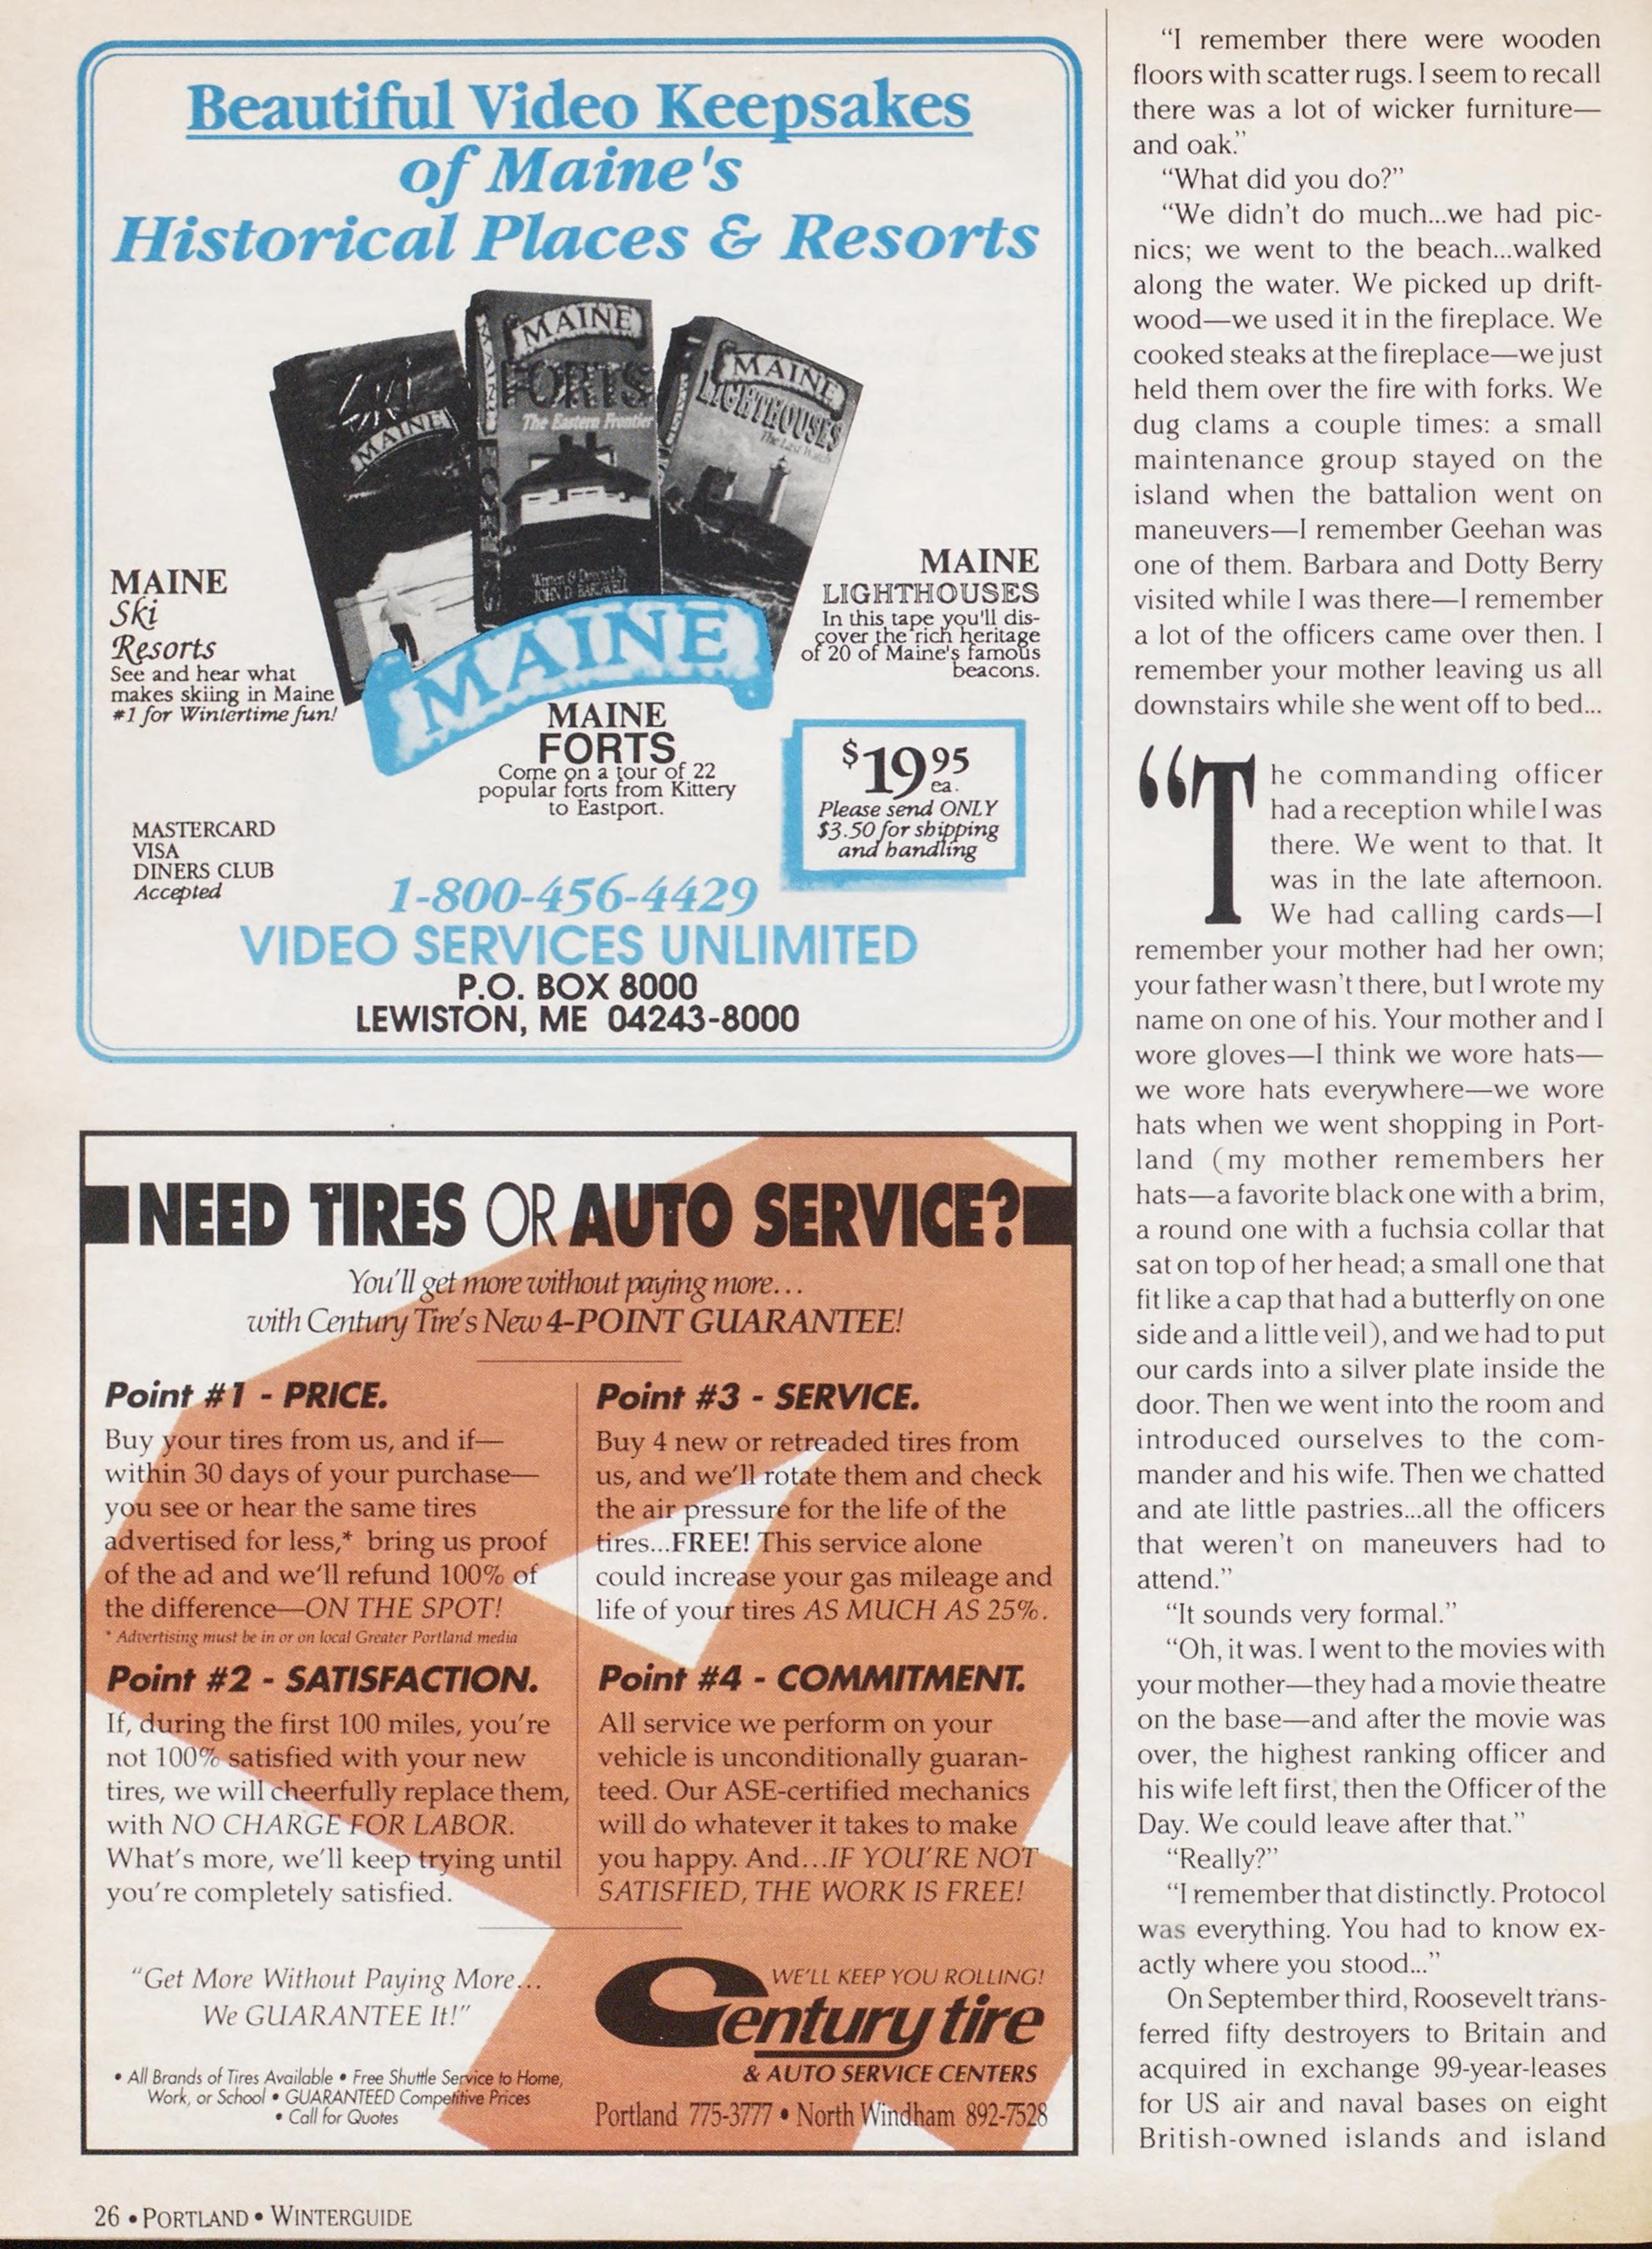 Beautiful Video Keepsakes
of Maine's
Historical Places & Resorts
Ski
MAINE
MAINE
FORTS
The Eastern Frontier
Written & Directed by
JOHN D. BARDWELL
MAINE
LIGHTHOUSES
The Last Watch
MAINE
MAINE
Ski
Resorts
See and hear what
makes skiing in Maine
#1 for Wintertime fun!
MAINE
FORTS
Come on a tour of 22
popular forts from Kittery
to Eastport.
MAINE
LIGHTHOUSES
In this tape you'll dis-
cover the rich heritage
of 20 of Maine's famous
beacons.
$19.95
ea.
Please send ONLY
$3.50 for shipping
and handling
MASTERCARD
VISA
DINERS CLUB
Accepted
1-800-456-4429
VIDEO SERVICES UNLIMITED
P.O. BOX 8000
LEWISTON, ME 04243-8000
NEED TIRES OR AUTO SERVICE?
You'll get more without paying more...
with Century Tire's New 4-POINT GUARANTEE!
Point #1 - PRICE.
Buy your tires from us, and if—
within 30 days of your purchase—
you see or hear the same tires
advertised for less,* bring us proof
of the ad and we'll refund 100% of
the difference—ON THE SPOT!
* Advertising must be in or on local Greater Portland media
Point #2 - SATISFACTION.
If, during the first 100 miles, you're
not 100% satisfied with your new
tires, we will cheerfully replace them,
with NO CHARGE FOR LABOR.
What's more, we'll keep trying until
you're completely satisfied.
Point #3 - SERVICE.
Buy 4 new or retreaded tires from
us, and we'll rotate them and check
the air pressure for the life of the
tires...FREE! This service alone
could increase your gas mileage and
life of your tires AS MUCH AS 25%.
Point #4 - COMMITMENT.
All service we perform on your
vehicle is unconditionally guaran-
teed. Our ASE-certified mechanics
will do whatever it takes to make
you happy. And...IF YOU'RE NOT
SATISFIED, THE WORK IS FREE!
"Get More Without Paying More...
We GUARANTEE It!"
• All Brands of Tires Available • Free Shuttle Service to Home,
Work, or School • GUARANTEED Competitive Prices
• Call for Quotes
WE'LL KEEP YOU ROLLING!
Century tire
& AUTO SERVICE CENTERS
Portland 775-3777 • North Windham 892-7528
"I remember there were wooden
floors with scatter rugs. I seem to recall
there was a lot of wicker furniture—
and oak."
"What did you do?"
"We didn't do much...we had pic-
nics; we went to the beach...walked
along the water. We picked up drift-
wood—we used it in the fireplace. We
cooked steaks at the fireplace—we just
held them over the fire with forks. We
dug clams a couple times: a small
maintenance group stayed on the
island when the battalion went on
maneuvers—I remember Geehan was
one of them. Barbara and Dotty Berry
visited while I was there—I remember
a lot of the officers came over then. I
remember your mother leaving us all
downstairs while she went off to bed...
"The commanding officer
had a reception while I was
there. We went to that. It
was in the late afternoon.
We had calling cards—I
remember your mother had her own;
your father wasn't there, but I wrote my
name on one of his. Your mother and I
wore gloves—I think we wore hats—
we wore hats everywhere—we wore
hats when we went shopping in Port-
land (my mother remembers her
hats—a favorite black one with a brim,
a round one with a fuchsia collar that
sat on top of her head; a small one that
fit like a cap that had a butterfly on one
side and a little veil), and we had to put
our cards into a silver plate inside the
door. Then we went into the room and
introduced ourselves to the com-
mander and his wife. Then we chatted
and ate little pastries...all the officers
that weren't on maneuvers had to
attend."
"It sounds very formal."
"Oh, it was. I went to the movies with
your mother—they had a movie theatre
on the base—and after the movie was
over, the highest ranking officer and
his wife left first, then the Officer of the
Day. We could leave after that."
"Really?"
"I remember that distinctly. Protocol
was everything. You had to know ex-
actly where you stood..."
On September third, Roosevelt trans-
ferred fifty destroyers to Britain and
acquired in exchange 99-year-leases
for US air and naval bases on eight
British-owned islands and island
26 • PORTLAND • WINTERGUIDE